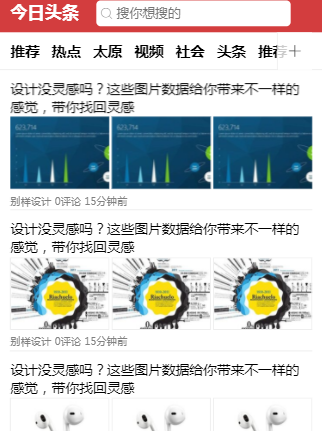 今日头条
搜你想搜的
推荐 热点 太原 视频 社会 头条 推荐
设计没灵感吗？这些图片数据给你带来不一样的
感觉，带你找回灵感
623,714 623,714 623,714
别样设计 0评论 15分钟前
设计没灵感吗？这些图片数据给你带来不一样的
感觉，带你找回灵感
别样设计 0评论 15分钟前
设计没灵感吗？这些图片数据给你带来不一样的
感觉，带你找回灵感